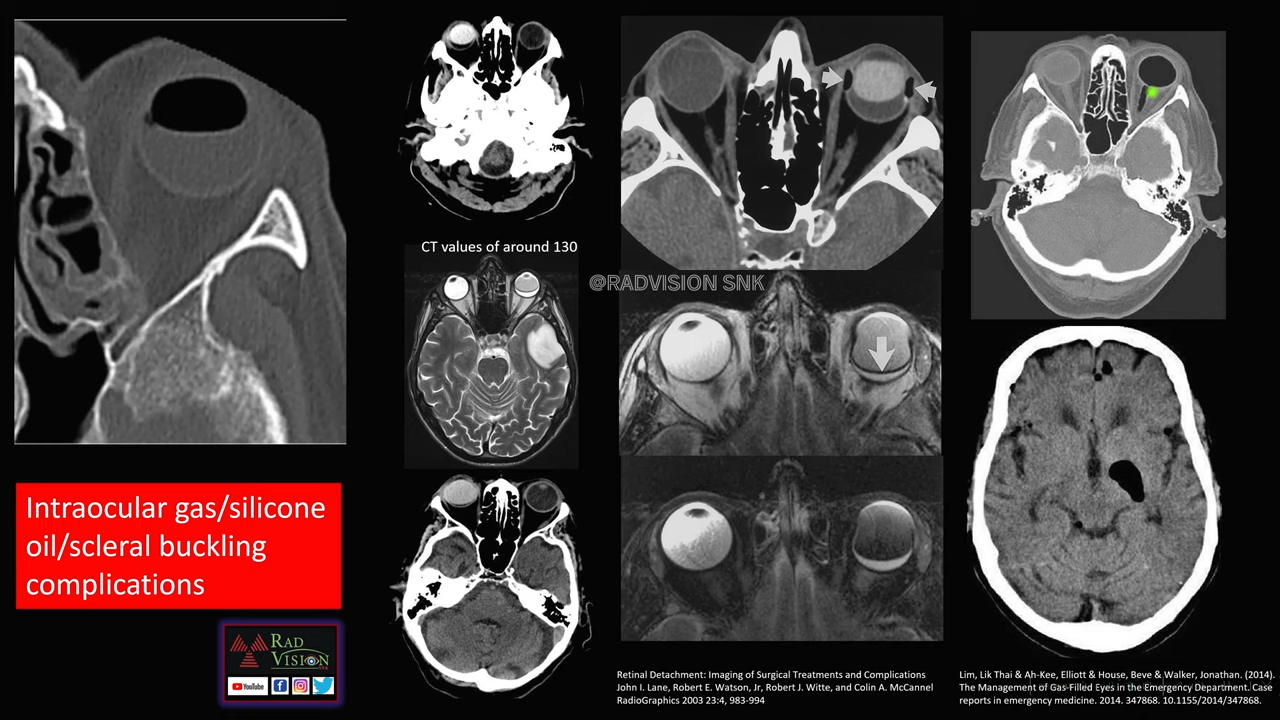 CT values of around 130
@RADVISION SNK
Intraocular gas/silicone
oil/scleral buckling
complications
RAD
VISION
YouTube
Retinal Detachment: Imaging of Surgical Treatments and Complications
John I. Lane, Robert E. Watson, Jr, Robert J. Witte, and Colin A. McCannel
RadioGraphics 2003 23:4, 983-994
Lim, Lik Thai & Ah-Kee, Elliott & House, Beve & Walker, Jonathan. (2014).
The Management of Gas-Filled Eyes in the Emergency Department. Case
reports in emergency medicine. 2014. 347868. 10.1155/2014/347868.